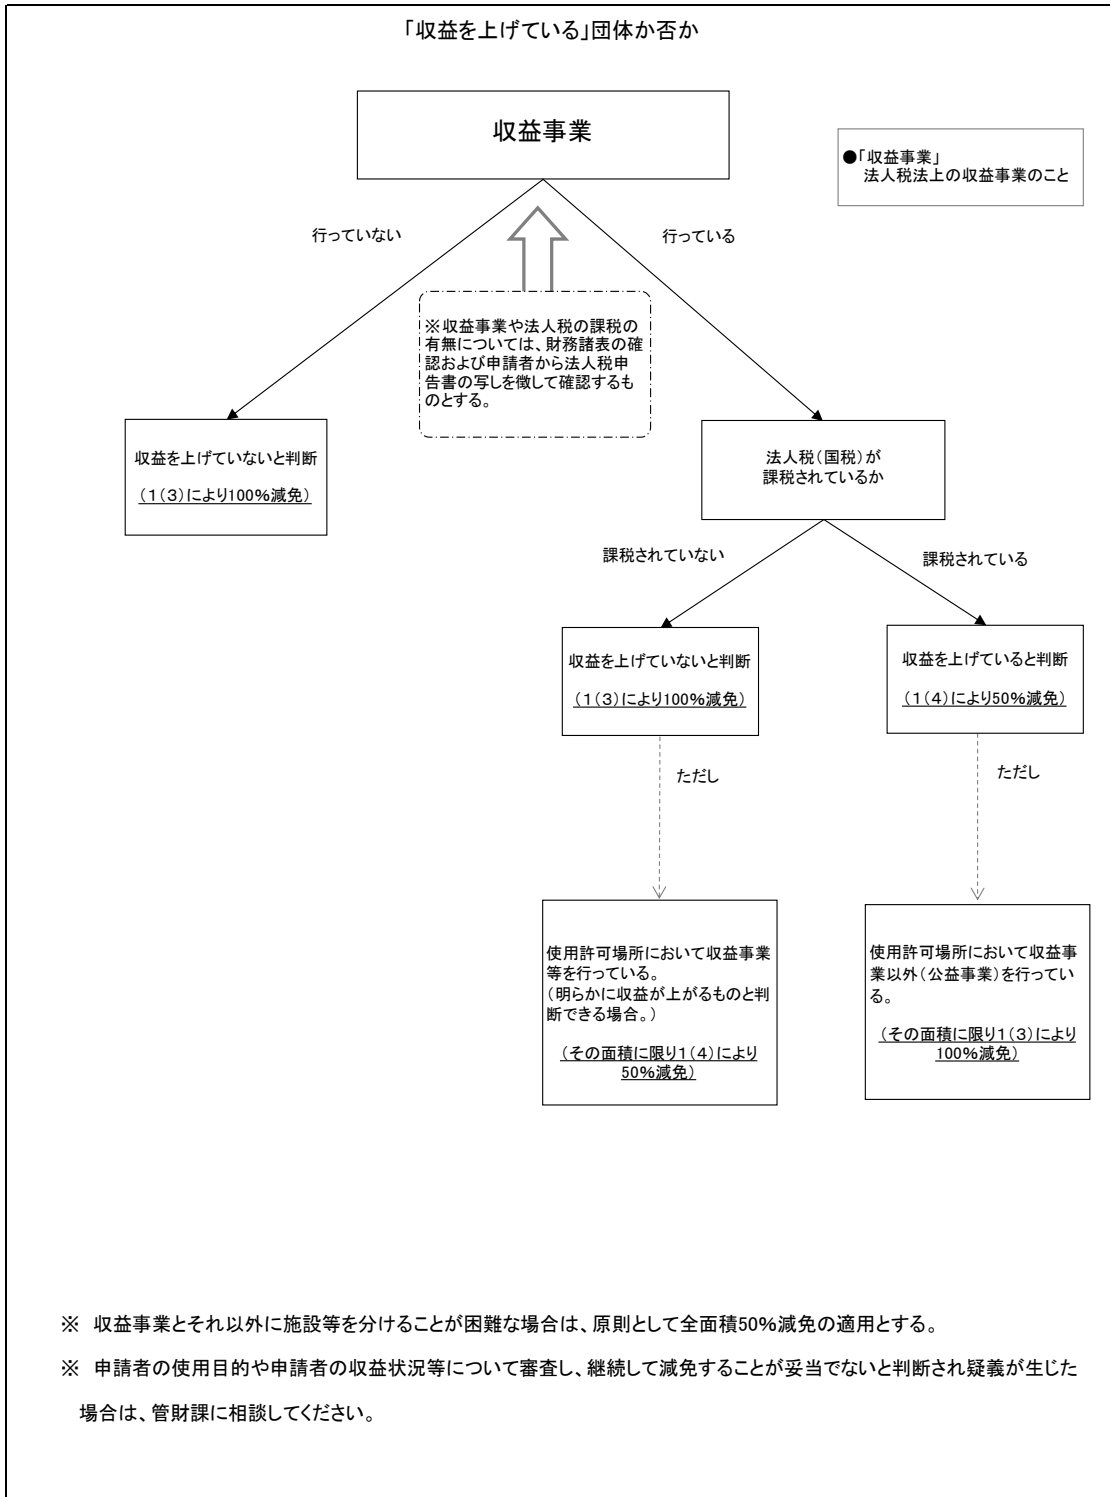 「収益を上げている」団体か否か
収益事業
●「収益事業」
法人税法上の収益事業のこと
行っていない
行っている
※収益事業や法人税の課税の
有無については、財務諸表の確
認および申請者から法人税申
告書の写しを徴して確認するも
のとする。
収益を上げていないと判断
(1(3)により100%減免)
法人税(国税)が
課税されているか
課税されていない
課税されている
収益を上げていないと判断
(1(3)により100%減免)
収益を上げていると判断
(1(4)により50%減免)
ただし
ただし
使用許可場所において収益事業
等を行っている。
(明らかに収益が上がるものと判
断できる場合。)
(その面積に限り1(4)により
50%減免)
使用許可場所において収益事
業以外(公益事業)を行ってい
る。
(その面積に限り1(3)により
100%減免)
※ 収益事業とそれ以外に施設等を分けることが困難な場合は、原則として全面積50%減免の適用とする。
※ 申請者の使用目的や申請者の収益状況等について審査し、継続して減免することが妥当でないと判断され疑義が生じた
場合は、管財課に相談してください。